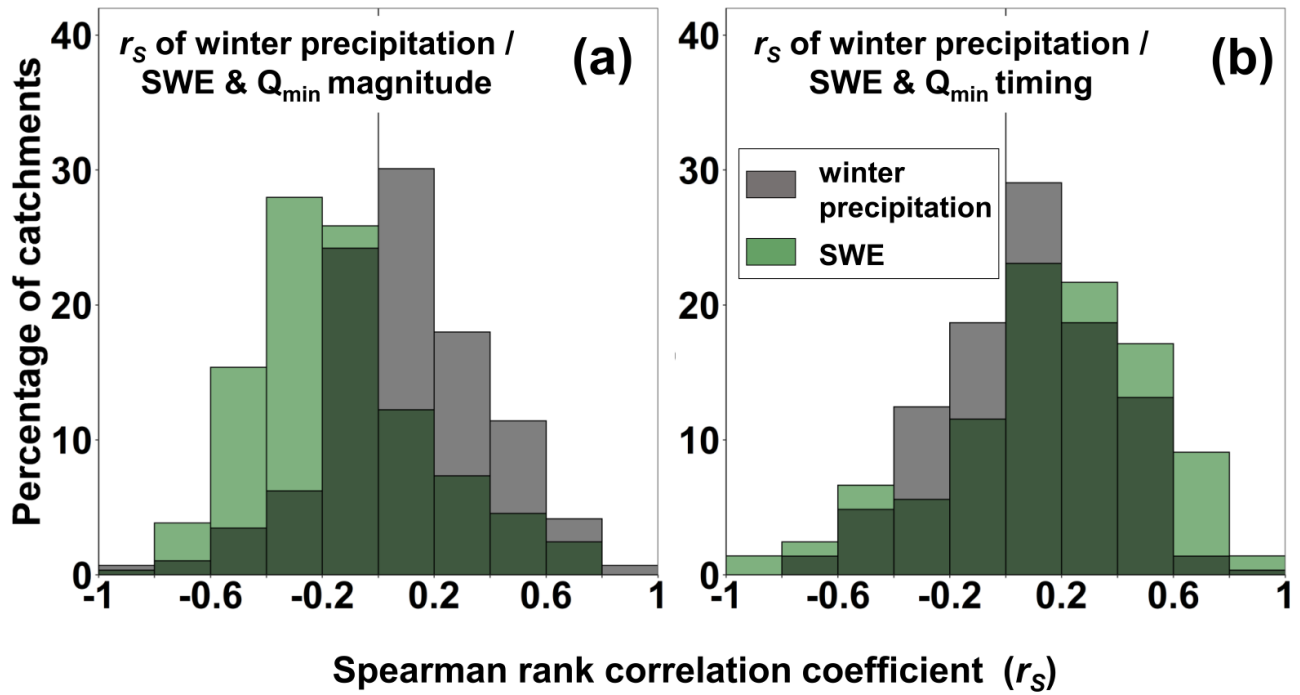 r_S of winter precipitation /
SWE & Q_min magnitude
(a)
r_S of winter precipitation /
SWE & Q_min timing
(b)
winter
precipitation
SWE
Percentage of catchments
40
30
20
10
0
-1 -0.6 -0.2 0.2 0.6 1
40
30
20
10
0
-1 -0.6 -0.2 0.2 0.6 1
Spearman rank correlation coefficient (r_S)